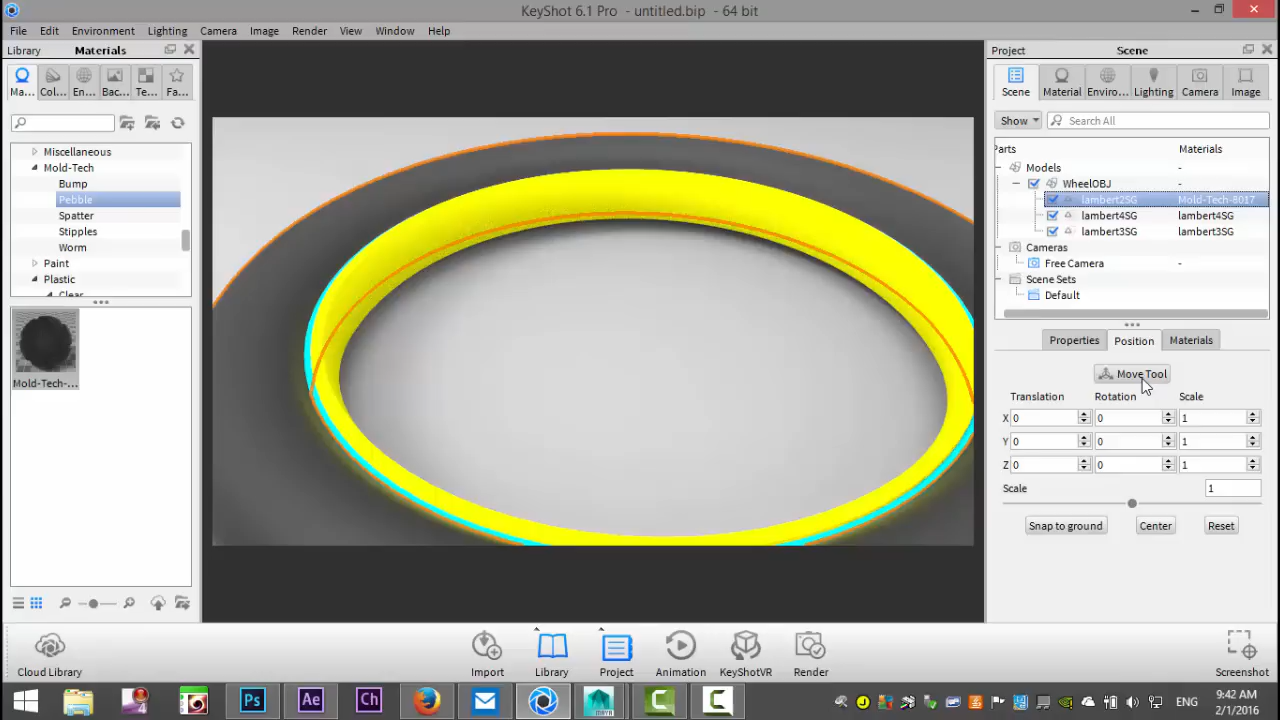 KeyShot 6.1 Pro - untitled.bip - 64 bit
File Edit Environment Lighting Camera Image Render View Window Help
Library Materials
Project Scene
Ma... Col... En... Bac... Te... Fa...
Scene Material Enviro... Lighting Camera Image
Show Search All
Parts Materials
Miscellaneous
Mold-Tech
Bump
Pebble
Spatter
Stipples
Worm
Paint
Plastic
Clear
Models -
WheelOBJ -
lambert2SG Mold-Tech-8017
lambert4SG lambert4SG
lambert3SG lambert3SG
Cameras
Free Camera -
Scene Sets
Default
Mold-Tech-...
Properties Position Materials
Move Tool
Translation Rotation Scale
X 0 0 1
Y 0 0 1
Z 0 0 1
Scale 1
Snap to ground Center Reset
Cloud Library Import Library Project Animation KeyShotVR Render Screenshot
Ps Ae Ch
ENG
9:42 AM
2/1/2016